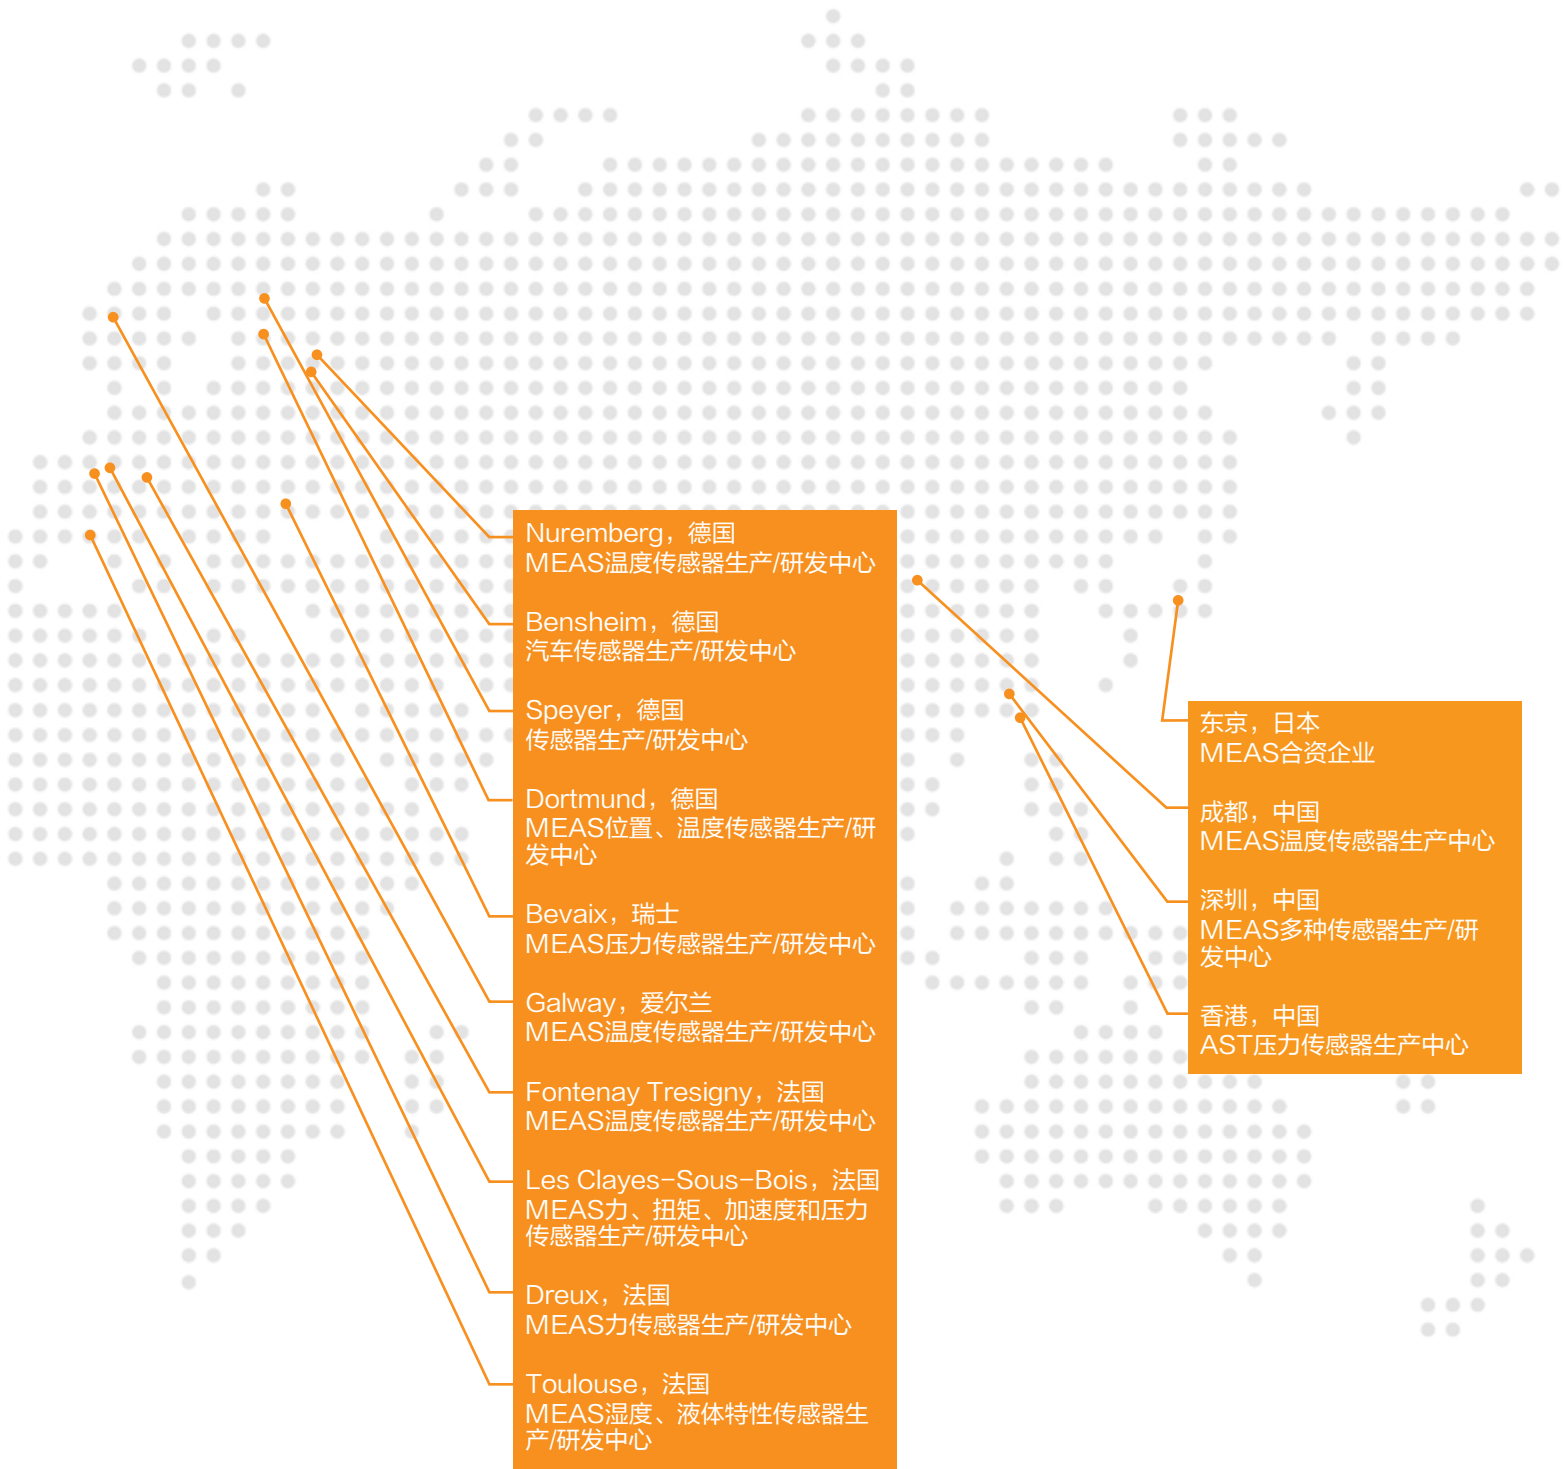 Nuremberg，德国
MEAS温度传感器生产/研发中心
Bensheim，德国
汽车传感器生产/研发中心
Speyer，德国
传感器生产/研发中心
Dortmund，德国
MEAS位置、温度传感器生产/研
发中心
Bevaix，瑞士
MEAS压力传感器生产/研发中心
Galway，爱尔兰
MEAS温度传感器生产/研发中心
Fontenay Tresigny，法国
MEAS温度传感器生产/研发中心
Les Clayes-Sous-Bois，法国
MEAS力、扭矩、加速度和压力
传感器生产/研发中心
Dreux，法国
MEAS力传感器生产/研发中心
Toulouse，法国
MEAS湿度、液体特性传感器生
产/研发中心
东京，日本
MEAS合资企业
成都，中国
MEAS温度传感器生产中心
深圳，中国
MEAS多种传感器生产/研
发中心
香港，中国
AST压力传感器生产中心